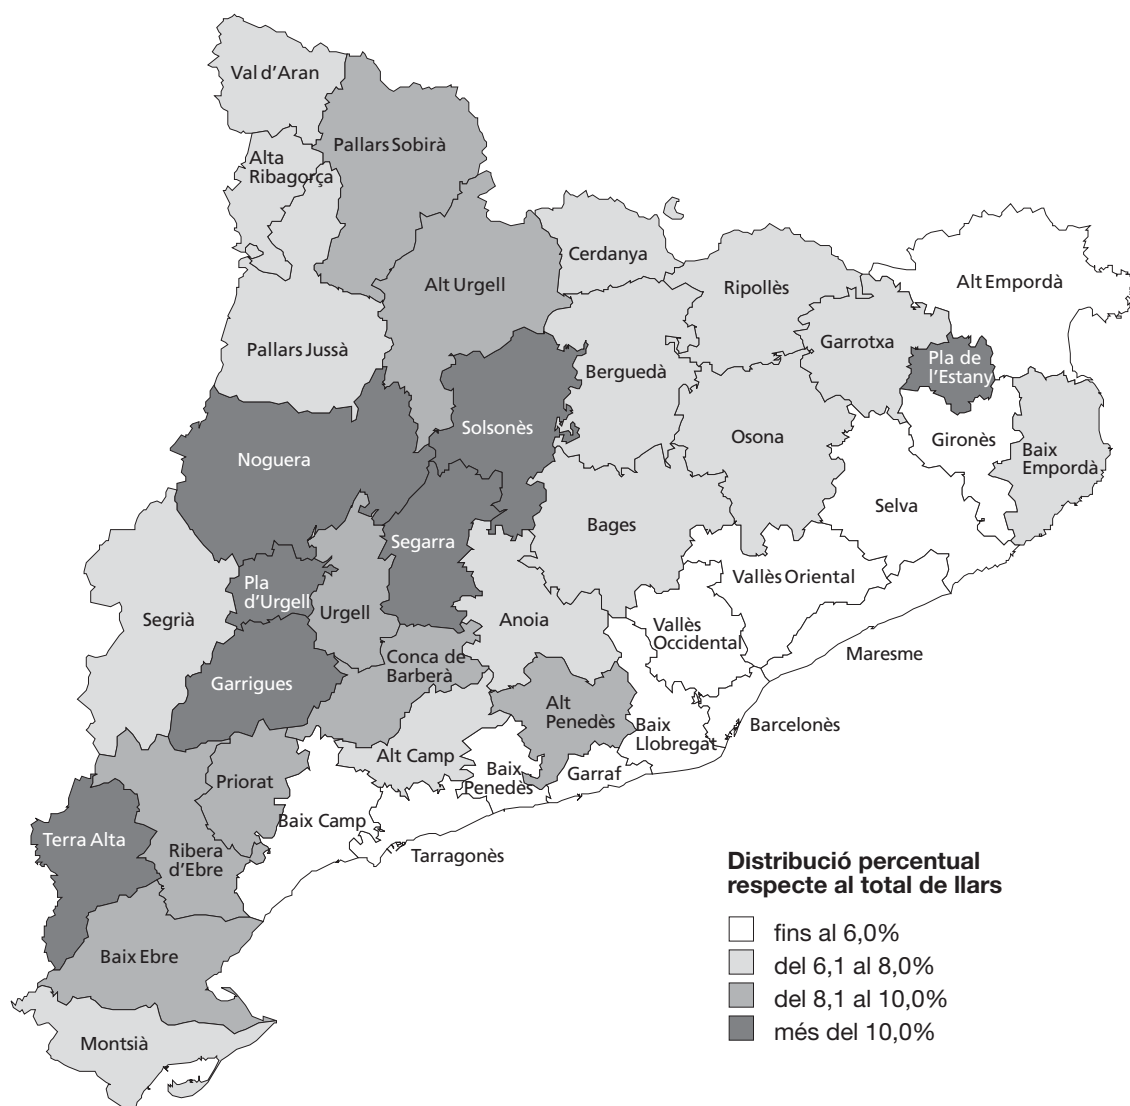 Val d'Aran
Pallars Sobirà
Alta
Ribagorça
Cerdanya
Alt Urgell
Ripollès
Alt Empordà
Garrotxa
Pallars Jussà
Pla de
l'Estany
Berguedà
Solsonès
Osona
Gironès
Baix
Empordà
Noguera
Selva
Bages
Segarra
Vallès Oriental
Pla
d'Urgell
Urgell
Segrià
Anoia
Vallès
Occidental
Maresme
Conca de
Barberà
Garrigues
Alt
Penedès
Baix
Llobregat
Barcelonès
Alt Camp
Baix
Penedès
Garraf
Priorat
Baix Camp
Terra Alta
Ribera
d'Ebre
Tarragonès
Baix Ebre
Montsià
Distribució percentual
respecte al total de llars
fins al 6,0%
del 6,1 al 8,0%
del 8,1 al 10,0%
més del 10,0%